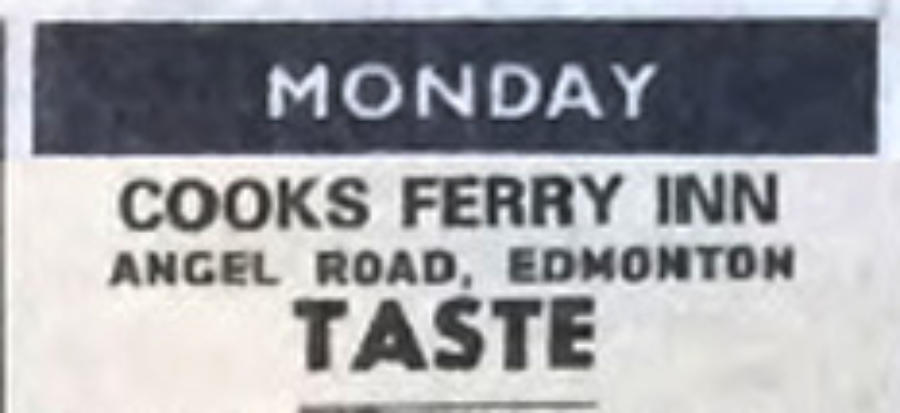 MONDAY
COOKS FERRY INN
ANGEL ROAD, EDMONTON
TASTE